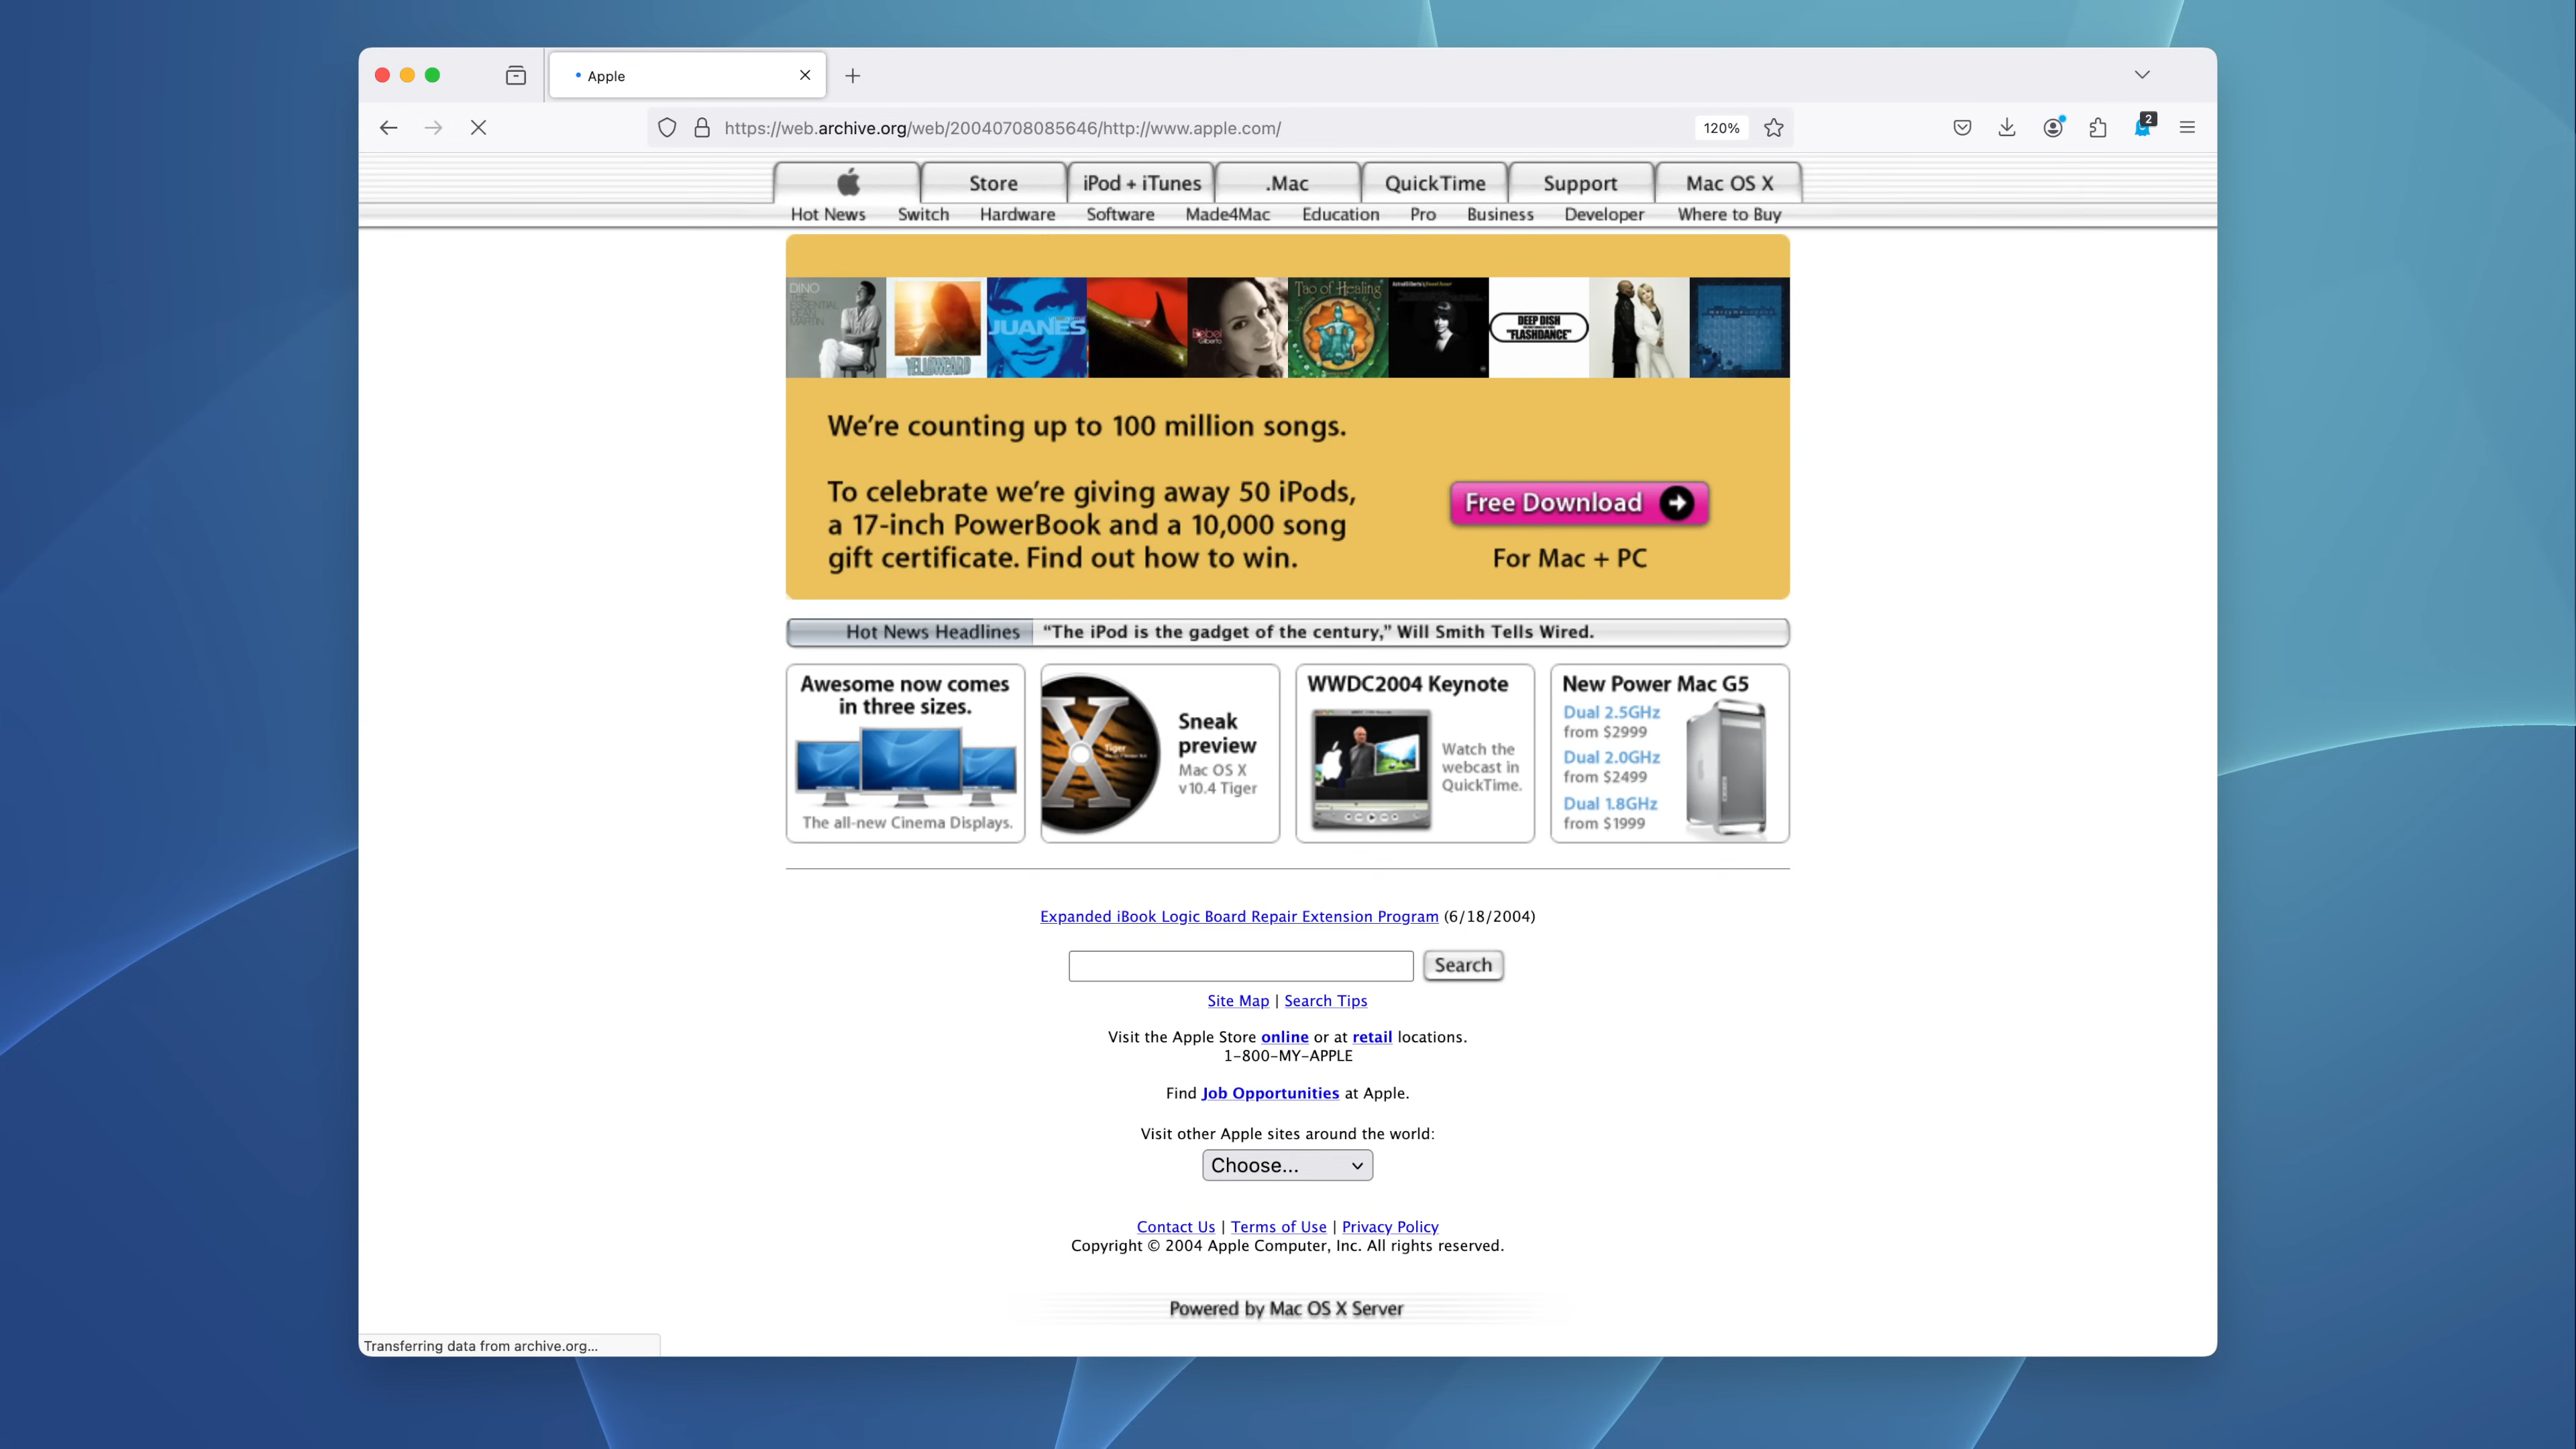 Apple
https://web.archive.org/web/20040708085646/http://www.apple.com/
120%
2
Store
iPod + iTunes
.Mac
QuickTime
Support
Mac OS X
Hot News
Switch
Hardware
Software
Made4Mac
Education
Pro
Business
Developer
Where to Buy
DINO
THE
ESSENTIAL
DEAN
MARTIN
YELLOWCARD
JUANES
Bebel
Gilberto
Tao of Healing
DEEP DISH
"FLASHDANCE"
We're counting up to 100 million songs.
To celebrate we're giving away 50 iPods,
a 17-inch PowerBook and a 10,000 song
gift certificate. Find out how to win.
Free Download
For Mac + PC
Hot News Headlines
“The iPod is the gadget of the century,” Will Smith Tells Wired.
Awesome now comes
in three sizes.
The all-new Cinema Displays.
X
Tiger
Sneak
preview
Mac OS X
v10.4 Tiger
WWDC2004 Keynote
Watch the
webcast in
QuickTime.
New Power Mac G5
Dual 2.5GHz
from $2999
Dual 2.0GHz
from $2499
Dual 1.8GHz
from $1999
Expanded iBook Logic Board Repair Extension Program (6/18/2004)
Search
Site Map | Search Tips
Visit the Apple Store online or at retail locations.
1-800-MY-APPLE
Find Job Opportunities at Apple.
Visit other Apple sites around the world:
Choose...
Contact Us | Terms of Use | Privacy Policy
Copyright © 2004 Apple Computer, Inc. All rights reserved.
Powered by Mac OS X Server
Transferring data from archive.org...